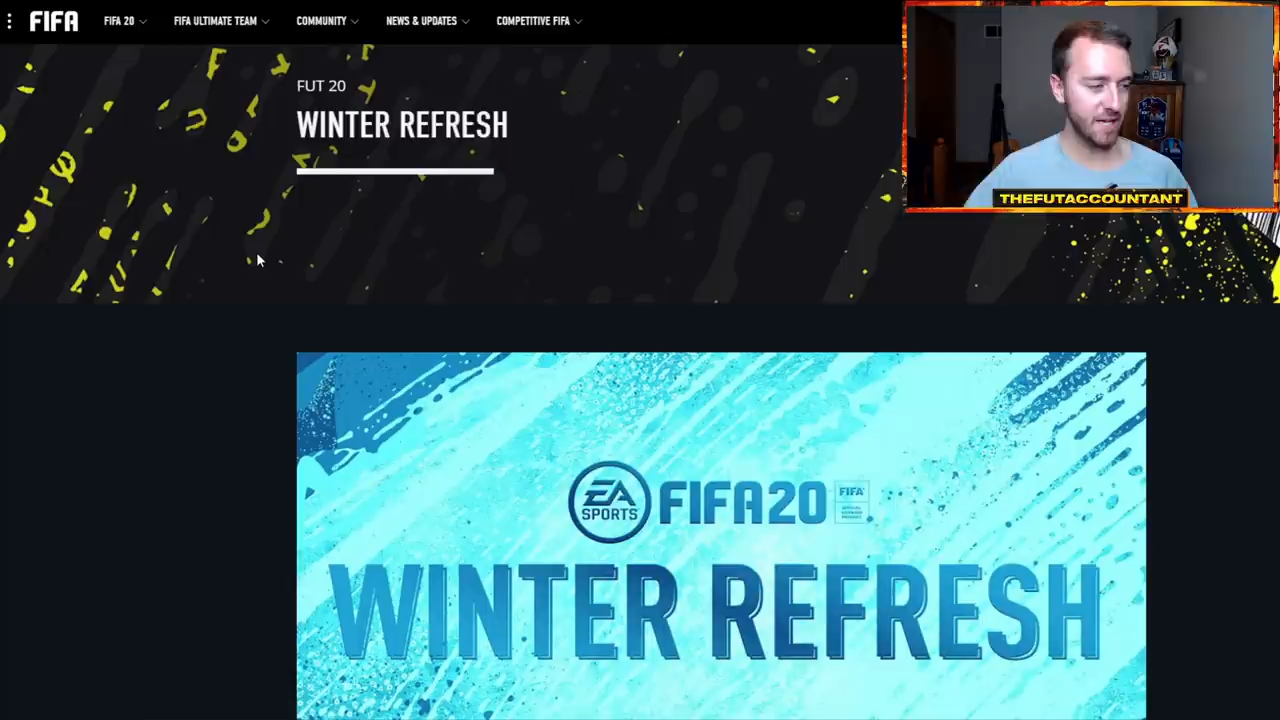 FIFA
FIFA 20
FIFA ULTIMATE TEAM
COMMUNITY
NEWS & UPDATES
COMPETITIVE FIFA
FUT 20
WINTER REFRESH
THEFUTACCOUNTANT
EA
SPORTS
FIFA20
FIFA
WINTER REFRESH